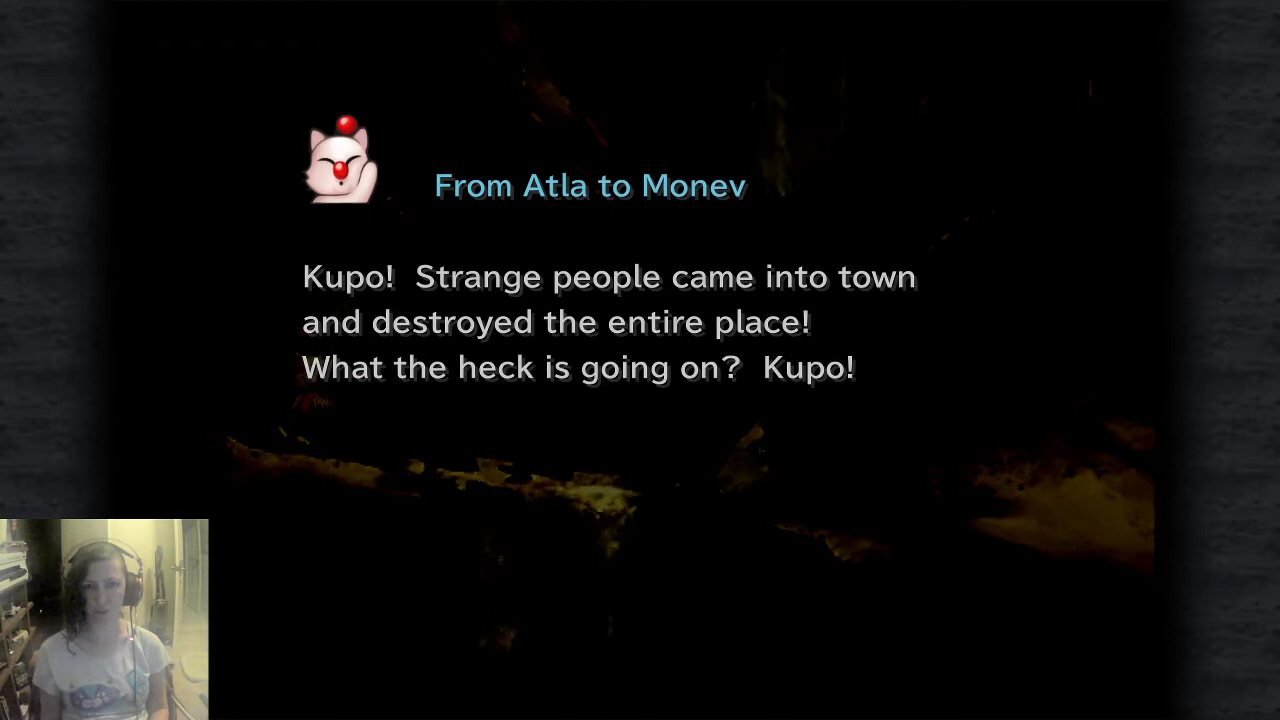 From Atla to Monev
Kupo! Strange people came into town
and destroyed the entire place!
What the heck is going on? Kupo!